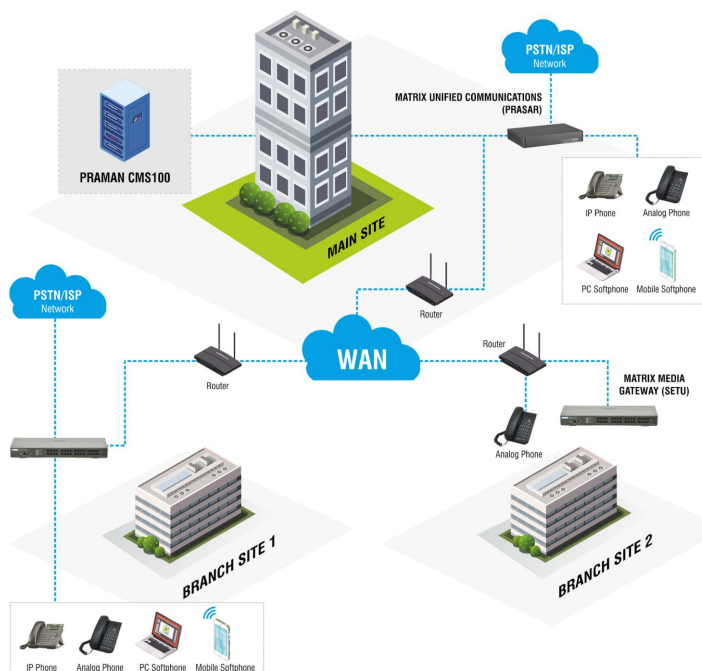 PSTN/ISP
Network
MATRIX UNIFIED COMMUNICATIONS
(PRASAR)
PRAMAN CMS100
IP Phone
Analog Phone
PC Softphone
Mobile Softphone
MAIN SITE
PSTN/ISP
Network
Router
WAN
Router
Router
MATRIX MEDIA
GATEWAY (SETU)
Analog Phone
BRANCH SITE 1
BRANCH SITE 2
IP Phone
Analog Phone
PC Softphone
Mobile Softphone